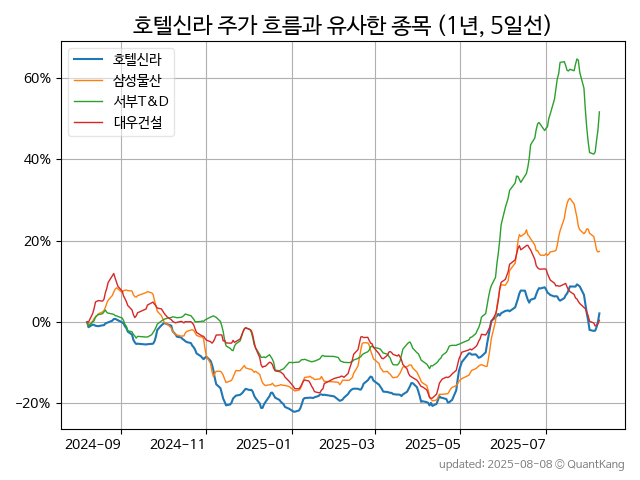 호텔신라 주가 흐름과 유사한 종목 (1년, 5일선)
호텔신라
삼성물산
서부T&D
대우건설
60%
40%
20%
0%
−20%
2024-09 2024-11 2025-01 2025-03 2025-05 2025-07
updated: 2025-08-08 © QuantKang